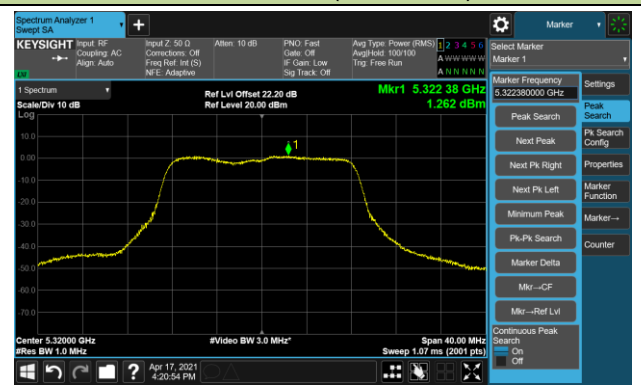 Spectrum Analyzer 1
Swept SA
Marker
KEYSIGHT
Input: RF
Coupling: AC
Align: Auto
Input Z: 50 Ω
Corrections: Off
Freq Ref: Int (S)
NFE: Adaptive
Atten: 10 dB
PNO: Fast
Gate: Off
IF Gain: Low
Sig Track: Off
Avg Type: Power (RMS)
Avg|Hold: 100/100
Trig: Free Run
1 2 3 4 5 6
A W W W W W
A N N N N N
Select Marker
Marker 1
1 Spectrum
Scale/Div 10 dB
Log
Ref Lvl Offset 22.20 dB
Ref Level 20.00 dBm
Mkr1 5.322 38 GHz
1.262 dBm
10.0
0.00
-10.0
-20.0
-30.0
-40.0
-50.0
-60.0
-70.0
1
Center 5.32000 GHz
#Res BW 1.0 MHz
#Video BW 3.0 MHz*
Span 40.00 MHz
Sweep 1.07 ms (2001 pts)
Marker Frequency
5.322380000 GHz
Peak Search
Next Peak
Next Pk Right
Next Pk Left
Minimum Peak
Pk-Pk Search
Marker Delta
Mkr→CF
Mkr→Ref Lvl
Continuous Peak
Search
On
Off
Settings
Peak
Search
Pk Search
Config
Properties
Marker
Function
Marker→
Counter
?
Apr 17, 2021
4:20:54 PM